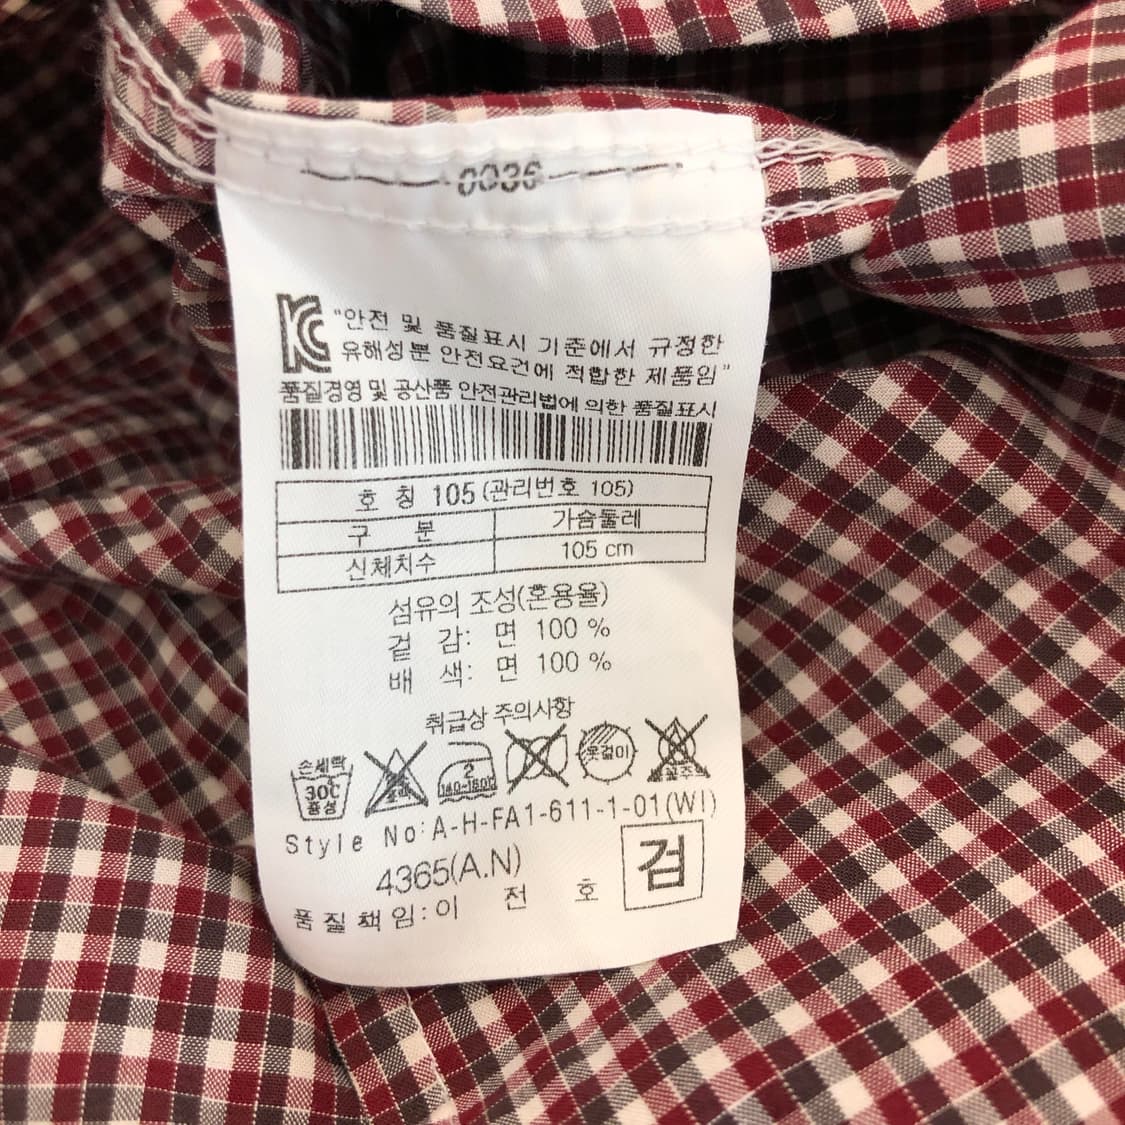 0036
KC "안전 및 품질표시 기준에서 규정한
유해성분 안전요건에 적합한 제품임"
품질경영 및 공산품 안전관리법에 의한 품질표시
호 칭 105 (관리번호 105)
구 분 가슴둘레
신체치수 105 cm
섬유의 조성(혼용율)
겉 감: 면 100 %
배 색: 면 100 %
취급상 주의사항
손세탁 30℃ 중성 2 140~160℃ 옷걸이
Style No:A-H-FA1-611-1-01(WI)
4365(A.N)
검
품 질 책 임:이 전 호